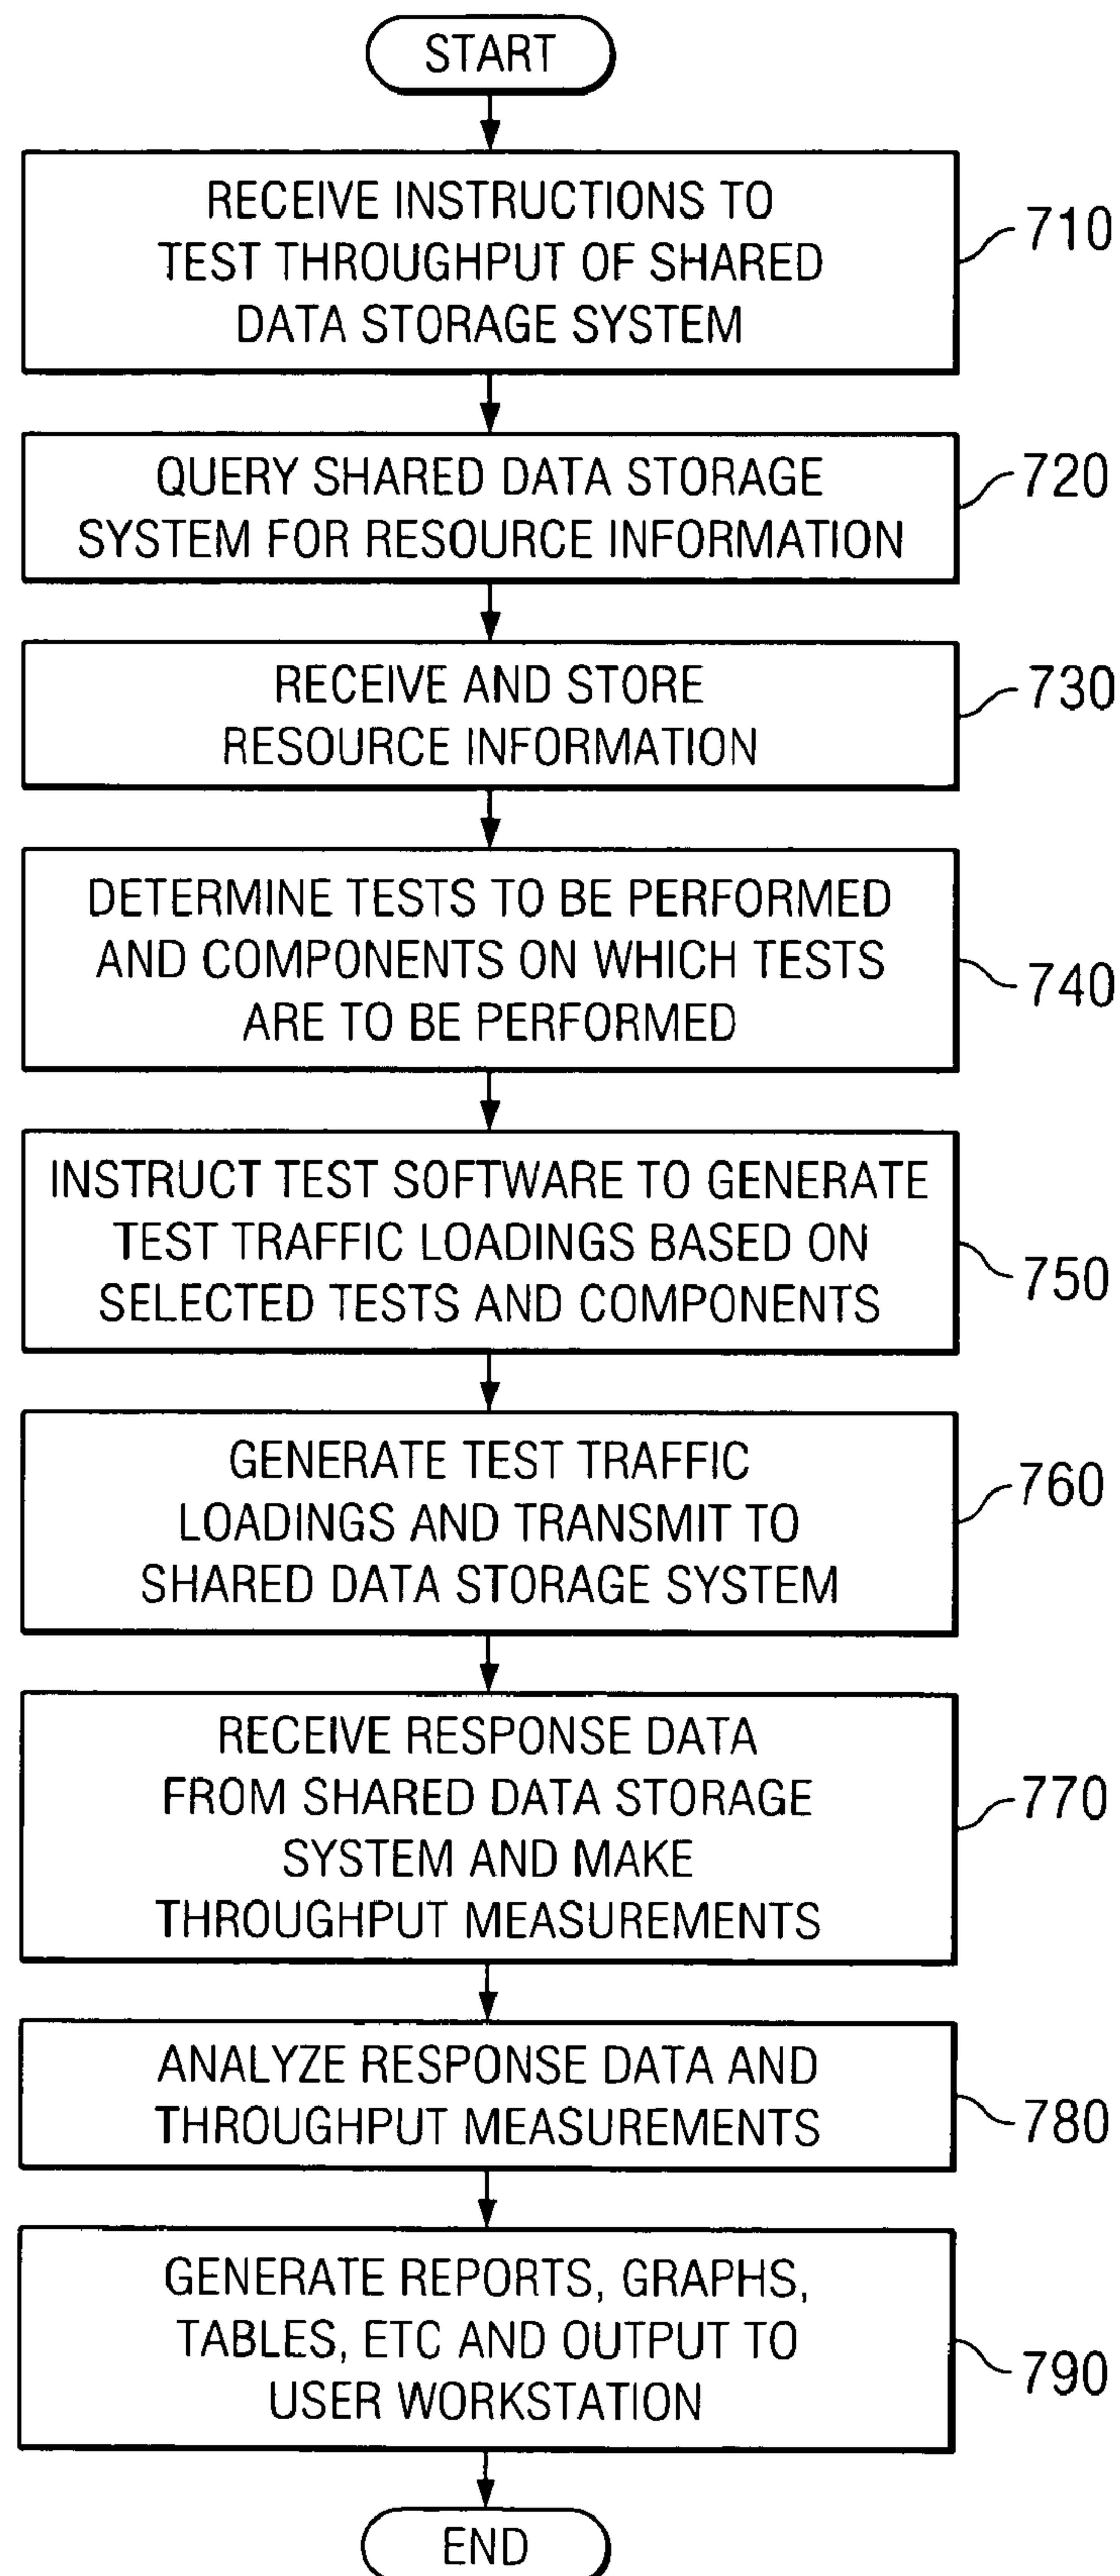 START
RECEIVE INSTRUCTIONS TO
TEST THROUGHPUT OF SHARED
DATA STORAGE SYSTEM
710
QUERY SHARED DATA STORAGE
SYSTEM FOR RESOURCE INFORMATION
720
RECEIVE AND STORE
RESOURCE INFORMATION
730
DETERMINE TESTS TO BE PERFORMED
AND COMPONENTS ON WHICH TESTS
ARE TO BE PERFORMED
740
INSTRUCT TEST SOFTWARE TO GENERATE
TEST TRAFFIC LOADINGS BASED ON
SELECTED TESTS AND COMPONENTS
750
GENERATE TEST TRAFFIC
LOADINGS AND TRANSMIT TO
SHARED DATA STORAGE SYSTEM
760
RECEIVE RESPONSE DATA
FROM SHARED DATA STORAGE
SYSTEM AND MAKE
THROUGHPUT MEASUREMENTS
770
ANALYZE RESPONSE DATA AND
THROUGHPUT MEASUREMENTS
780
GENERATE REPORTS, GRAPHS,
TABLES, ETC AND OUTPUT TO
USER WORKSTATION
790
END